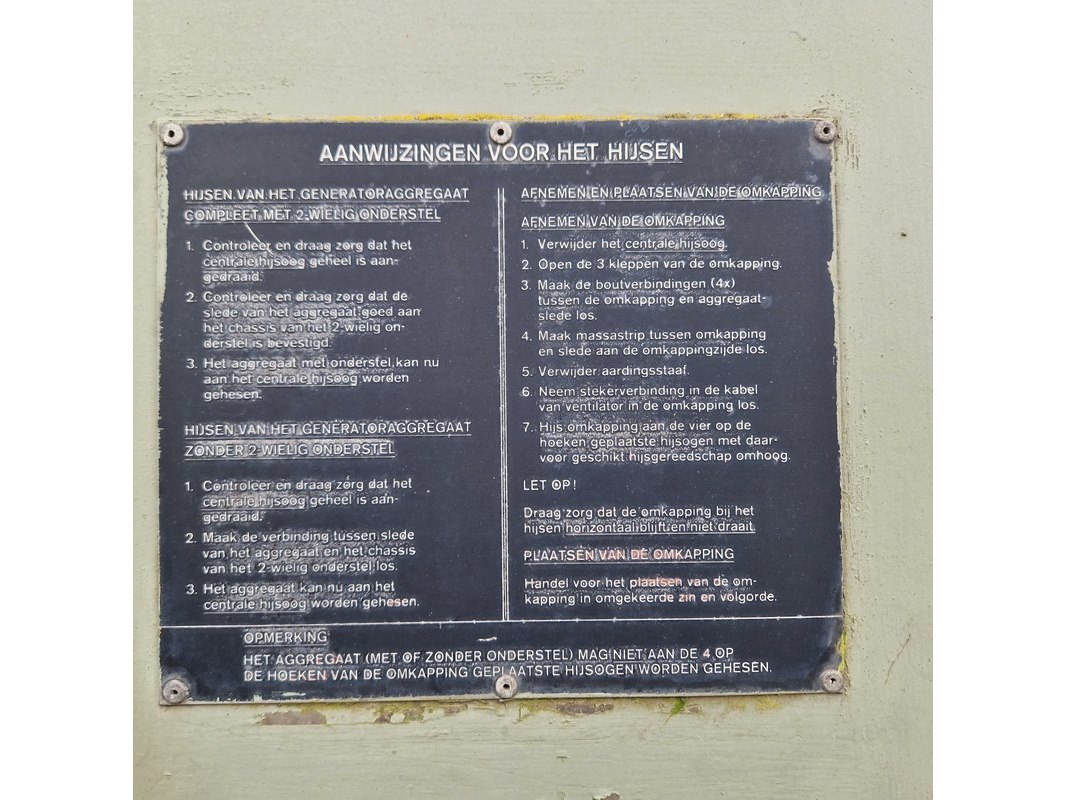 AANWIJZINGEN VOOR HET HIJSEN
HIJSEN VAN HET GENERATORAGGREGAAT
COMPLEET MET 2-WIELIG ONDERSTEL
1. Controleer en draag zorg dat het
centrale hijsoog geheel is aan-
gedraaid.
2. Controleer en draag zorg dat de
slede van het aggregaat goed aan
het chassis van het 2-wielig on-
derstel is bevestigd.
3. Het aggregaat met onderstel kan nu
aan het centrale hijsoog worden
gehesen.
HIJSEN VAN HET GENERATORAGGREGAAT
ZONDER 2-WIELIG ONDERSTEL
1. Controleer en draag zorg dat het
centrale hijsoog geheel is aan-
gedraaid.
2. Maak de verbinding tussen slede
van het aggregaat en het chassis
van het 2-wielig onderstel los.
3. Het aggregaat kan nu aan het
centrale hijsoog worden gehesen.
AFNEMEN EN PLAATSEN VAN DE OMKAPPING
AFNEMEN VAN DE OMKAPPING
1. Verwijder het centrale hijsoog.
2. Open de 3 kleppen van de omkapping.
3. Maak de boutverbindingen (4x)
tussen de omkapping en aggregaat-
slede los.
4. Maak massastrip tussen omkapping
en slede aan de omkappingzijde los.
5. Verwijder aardingsstaaf.
6. Neem stekerverbinding in de kabel
van ventilator in de omkapping los.
7. Hijs omkapping aan de vier op de
hoeken geplaatste hijsogen met daar-
voor geschikt hijsgereedschap omhoog.
LET OP!
Draag zorg dat de omkapping bij het
hijsen horizontaal blijft en niet draait.
PLAATSEN VAN DE OMKAPPING
Handel voor het plaatsen van de om-
kapping in omgekeerde zin en volgorde.
OPMERKING
HET AGGREGAAT (MET OF ZONDER ONDERSTEL) MAG NIET AAN DE 4 OP
DE HOEKEN VAN DE OMKAPPING GEPLAATSTE HIJSOGEN WORDEN GEHESEN.